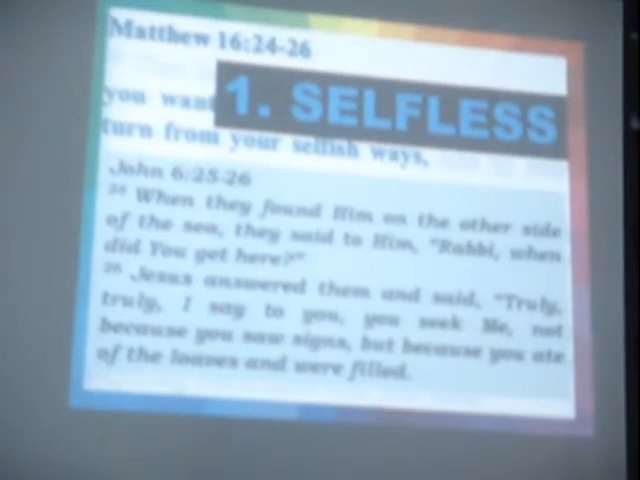 Matthew 16:24-26
1. SELFLESS
you want
turn from your selfish ways,
John 6:25-26
25 When they found Him on the other side
of the sea, they said to Him, "Rabbi, when
did You get here?"
26 Jesus answered them and said, "Truly,
truly, I say to you, you seek Me, not
because you saw signs, but because you ate
of the loaves and were filled.